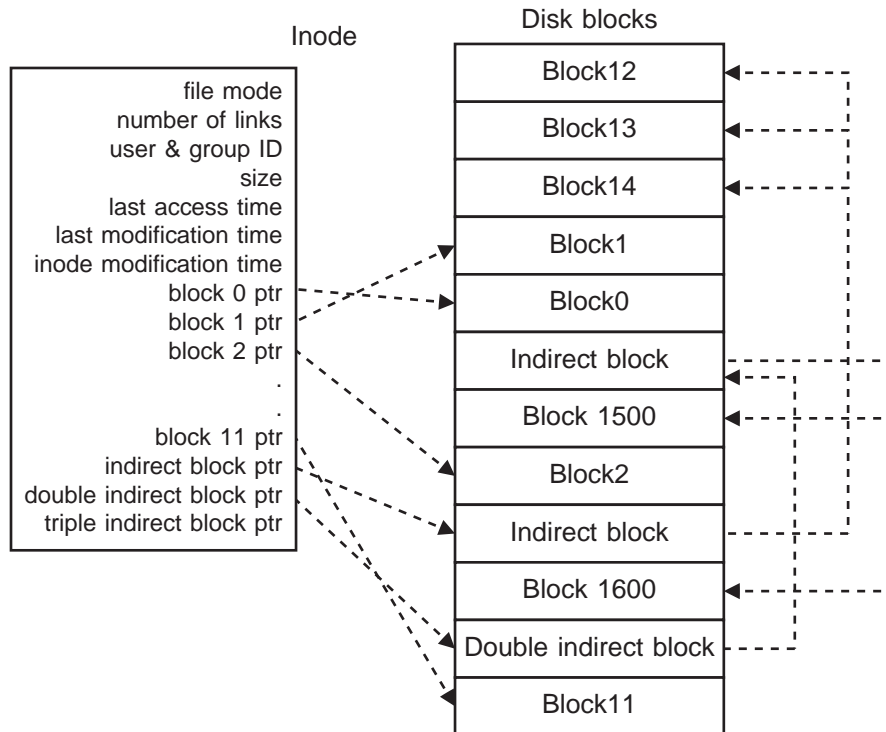 Inode
file mode
number of links
user & group ID
size
last access time
last modification time
inode modification time
block 0 ptr
block 1 ptr
block 2 ptr
.
.
block 11 ptr
indirect block ptr
double indirect block ptr
triple indirect block ptr
Disk blocks
Block12
Block13
Block14
Block1
Block0
Indirect block
Block 1500
Block2
Indirect block
Block 1600
Double indirect block
Block11